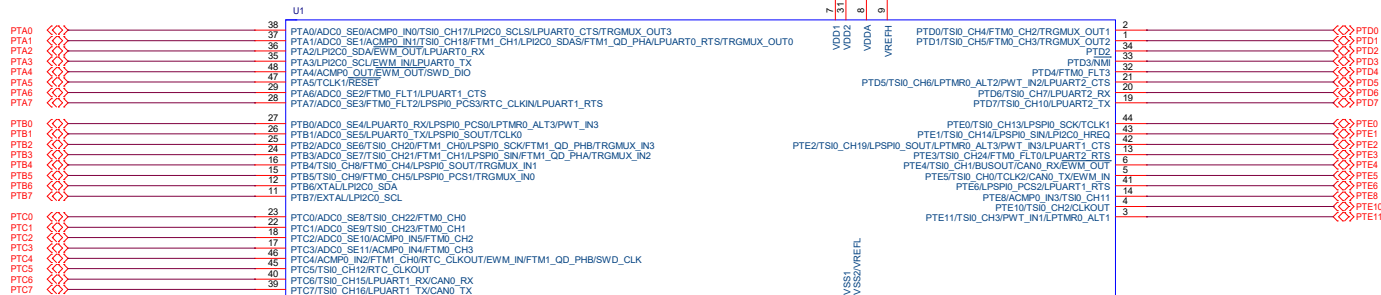 U1
7
31
8
9
VDD1
VDD2
VDDA
VREFH
PTA0 38 PTA0/ADC0_SE0/ACMP0_IN0/TSI0_CH17/LPI2C0_SCLS/LPUART0_CTS/TRGMUX_OUT3
PTA1 37 PTA1/ADC0_SE1/ACMP0_IN1/TSI0_CH18/FTM1_CH1/LPI2C0_SDAS/FTM1_QD_PHA/LPUART0_RTS/TRGMUX_OUT0
PTA2 36 PTA2/LPI2C0_SDA/EWM_OUT/LPUART0_RX
PTA3 35 PTA3/LPI2C0_SCL/EWM_IN/LPUART0_TX
PTA4 48 PTA4/ACMP0_OUT/EWM_OUT/SWD_DIO
PTA5 47 PTA5/TCLK1/RESET
PTA6 29 PTA6/ADC0_SE2/FTM0_FLT1/LPUART1_CTS
PTA7 28 PTA7/ADC0_SE3/FTM0_FLT2/LPSPI0_PCS3/RTC_CLKIN/LPUART1_RTS
PTB0 27 PTB0/ADC0_SE4/LPUART0_RX/LPSPI0_PCS0/LPTMR0_ALT3/PWT_IN3
PTB1 26 PTB1/ADC0_SE5/LPUART0_TX/LPSPI0_SOUT/TCLK0
PTB2 25 PTB2/ADC0_SE6/TSI0_CH20/FTM1_CH0/LPSPI0_SCK/FTM1_QD_PHB/TRGMUX_IN3
PTB3 24 PTB3/ADC0_SE7/TSI0_CH21/FTM1_CH1/LPSPI0_SIN/FTM1_QD_PHA/TRGMUX_IN2
PTB4 16 PTB4/TSI0_CH8/FTM0_CH4/LPSPI0_SOUT/TRGMUX_IN1
PTB5 15 PTB5/TSI0_CH9/FTM0_CH5/LPSPI0_PCS1/TRGMUX_IN0
PTB6 12 PTB6/XTAL/LPI2C0_SDA
PTB7 11 PTB7/EXTAL/LPI2C0_SCL
PTC0 23 PTC0/ADC0_SE8/TSI0_CH22/FTM0_CH0
PTC1 22 PTC1/ADC0_SE9/TSI0_CH23/FTM0_CH1
PTC2 18 PTC2/ADC0_SE10/ACMP0_IN5/FTM0_CH2
PTC3 17 PTC3/ADC0_SE11/ACMP0_IN4/FTM0_CH3
PTC4 46 PTC4/ACMP0_IN2/FTM1_CH0/RTC_CLKOUT/EWM_IN/FTM1_QD_PHB/SWD_CLK
PTC5 45 PTC5/TSI0_CH12/RTC_CLKOUT
PTC6 40 PTC6/TSI0_CH15/LPUART1_RX/CAN0_RX
PTC7 39 PTC7/TSI0_CH16/LPUART1_TX/CAN0_TX
PTD0/TSI0_CH4/FTM0_CH2/TRGMUX_OUT1 2 PTD0
PTD1/TSI0_CH5/FTM0_CH3/TRGMUX_OUT2 1 PTD1
PTD2 34 PTD2
PTD3/NMI 33 PTD3
PTD4/FTM0_FLT3 32 PTD4
PTD5/TSI0_CH6/LPTMR0_ALT2/PWT_IN2/LPUART2_CTS 21 PTD5
PTD6/TSI0_CH7/LPUART2_RX 20 PTD6
PTD7/TSI0_CH10/LPUART2_TX 19 PTD7
PTE0/TSI0_CH13/LPSPI0_SCK/TCLK1 44 PTE0
PTE1/TSI0_CH14/LPSPI0_SIN/LPI2C0_HREQ 43 PTE1
PTE2/TSI0_CH19/LPSPI0_SOUT/LPTMR0_ALT3/PWT_IN3/LPUART1_CTS 42 PTE2
PTE3/TSI0_CH24/FTM0_FLT0/LPUART2_RTS 13 PTE3
PTE4/TSI0_CH1/BUSOUT/CAN0_RX/EWM_OUT 6 PTE4
PTE5/TSI0_CH0/TCLK2/CAN0_TX/EWM_IN 5 PTE5
PTE6/LPSPI0_PCS2/LPUART1_RTS 41 PTE6
PTE8/ACMP0_IN3/TSI0_CH11 14 PTE8
PTE10/TSI0_CH2/CLKOUT 4 PTE10
PTE11/TSI0_CH3/PWT_IN1/LPTMR0_ALT1 3 PTE11
VSS1
VSS2/VREFL